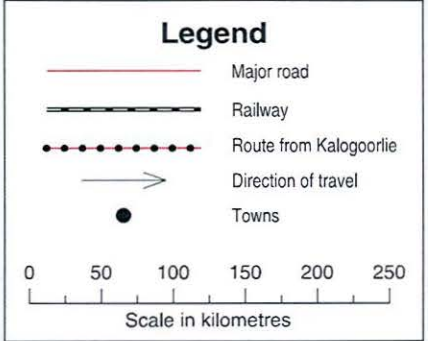 Legend
Major road
Railway
Route from Kalogoorlie
Direction of travel
Towns
0 50 100 150 200 250
Scale in kilometres